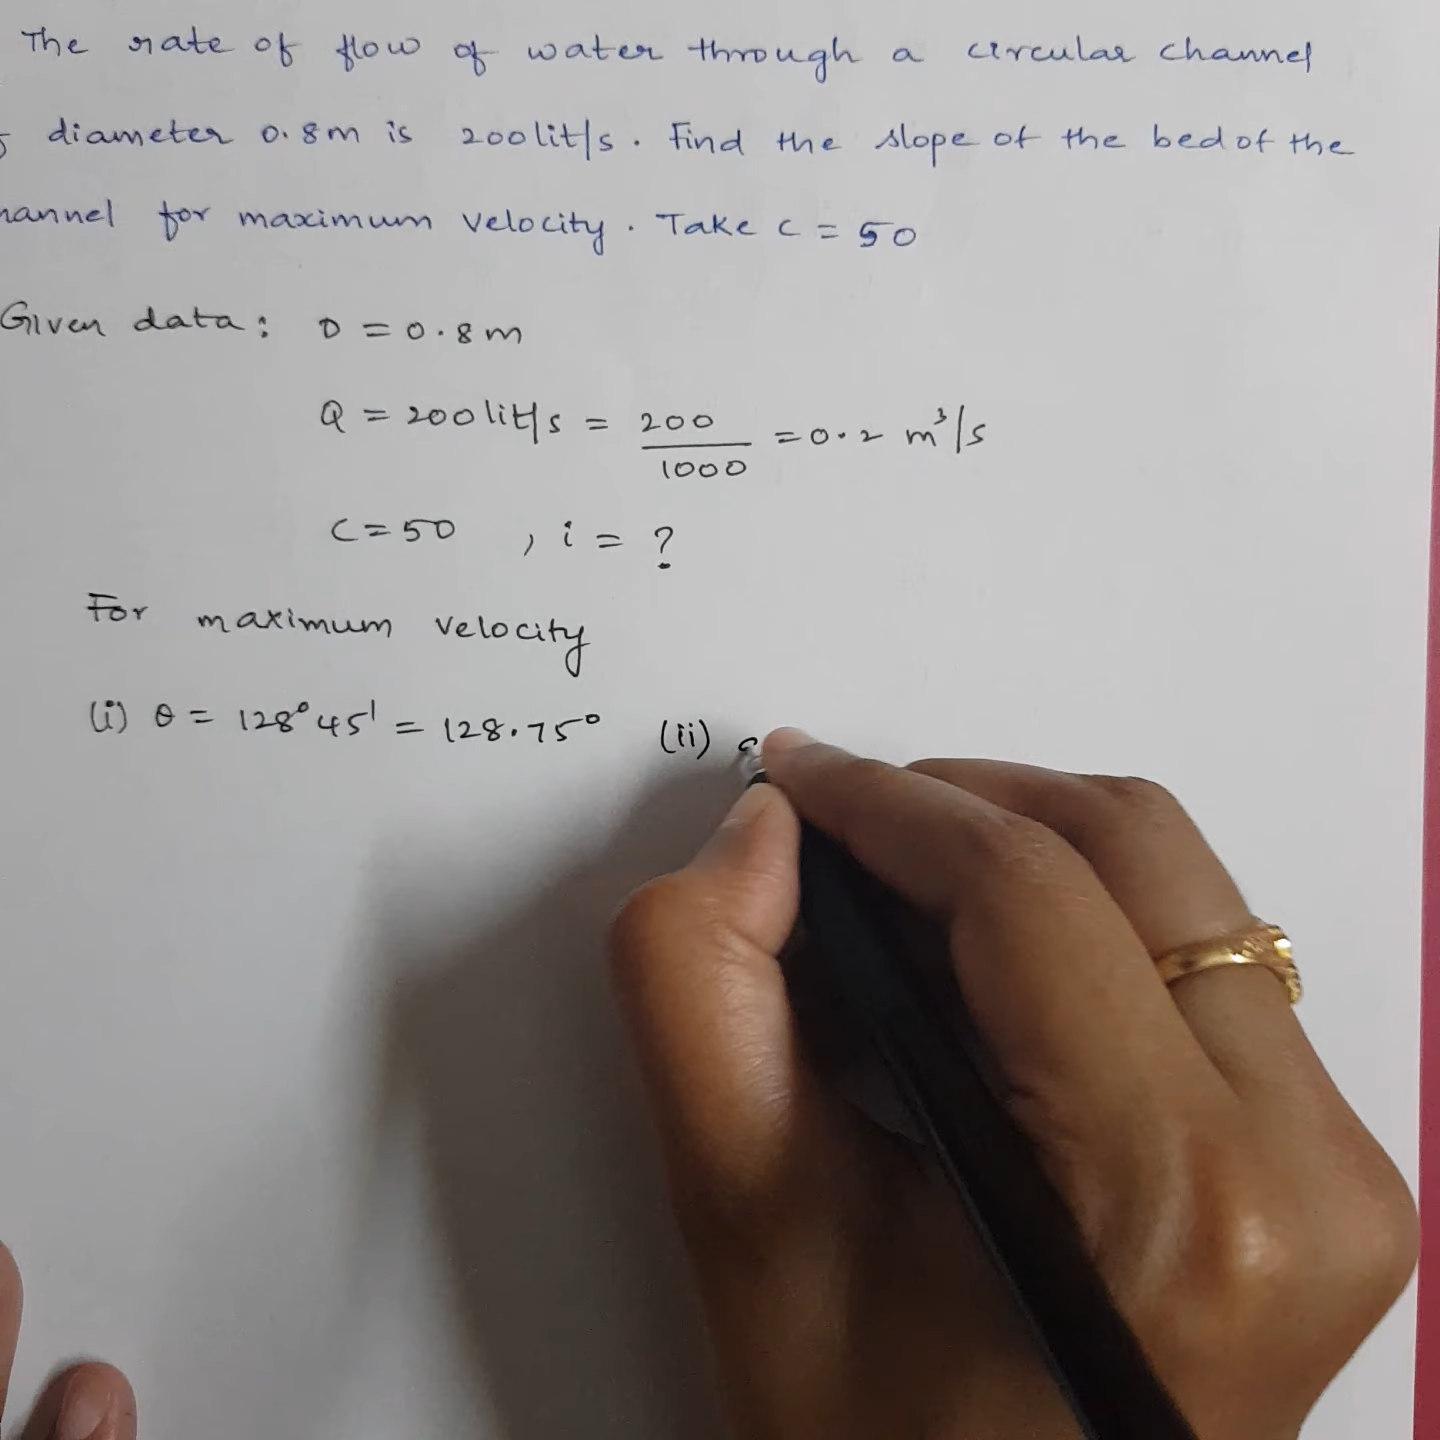 The rate of flow of water through a circular channel
diameter 0.8m is 200lit/s. Find the slope of the bed of the
for maximum velocity. Take C = 50
Given data: D = 0.8m
Q = 200lit/s = 200/1000 = 0.2 m³/s
C = 50 , i = ?
For maximum velocity
(i) θ = 128°45' = 128.75° (ii)